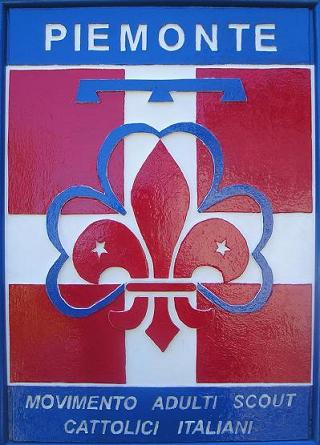 PIEMONTE
MOVIMENTO ADULTI SCOUT
CATTOLICI ITALIANI